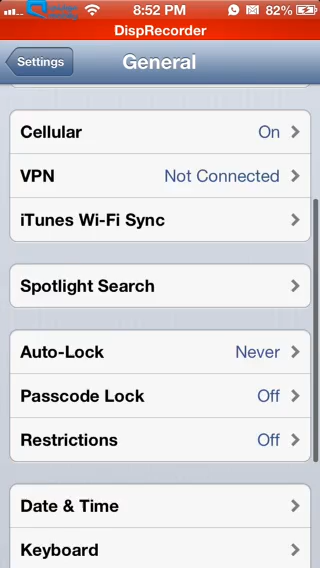 8:52 PM
82%
DispRecorder
Settings
General
Cellular
On
VPN
Not Connected
iTunes Wi-Fi Sync
Spotlight Search
Auto-Lock
Never
Passcode Lock
Off
Restrictions
Off
Date & Time
Keyboard